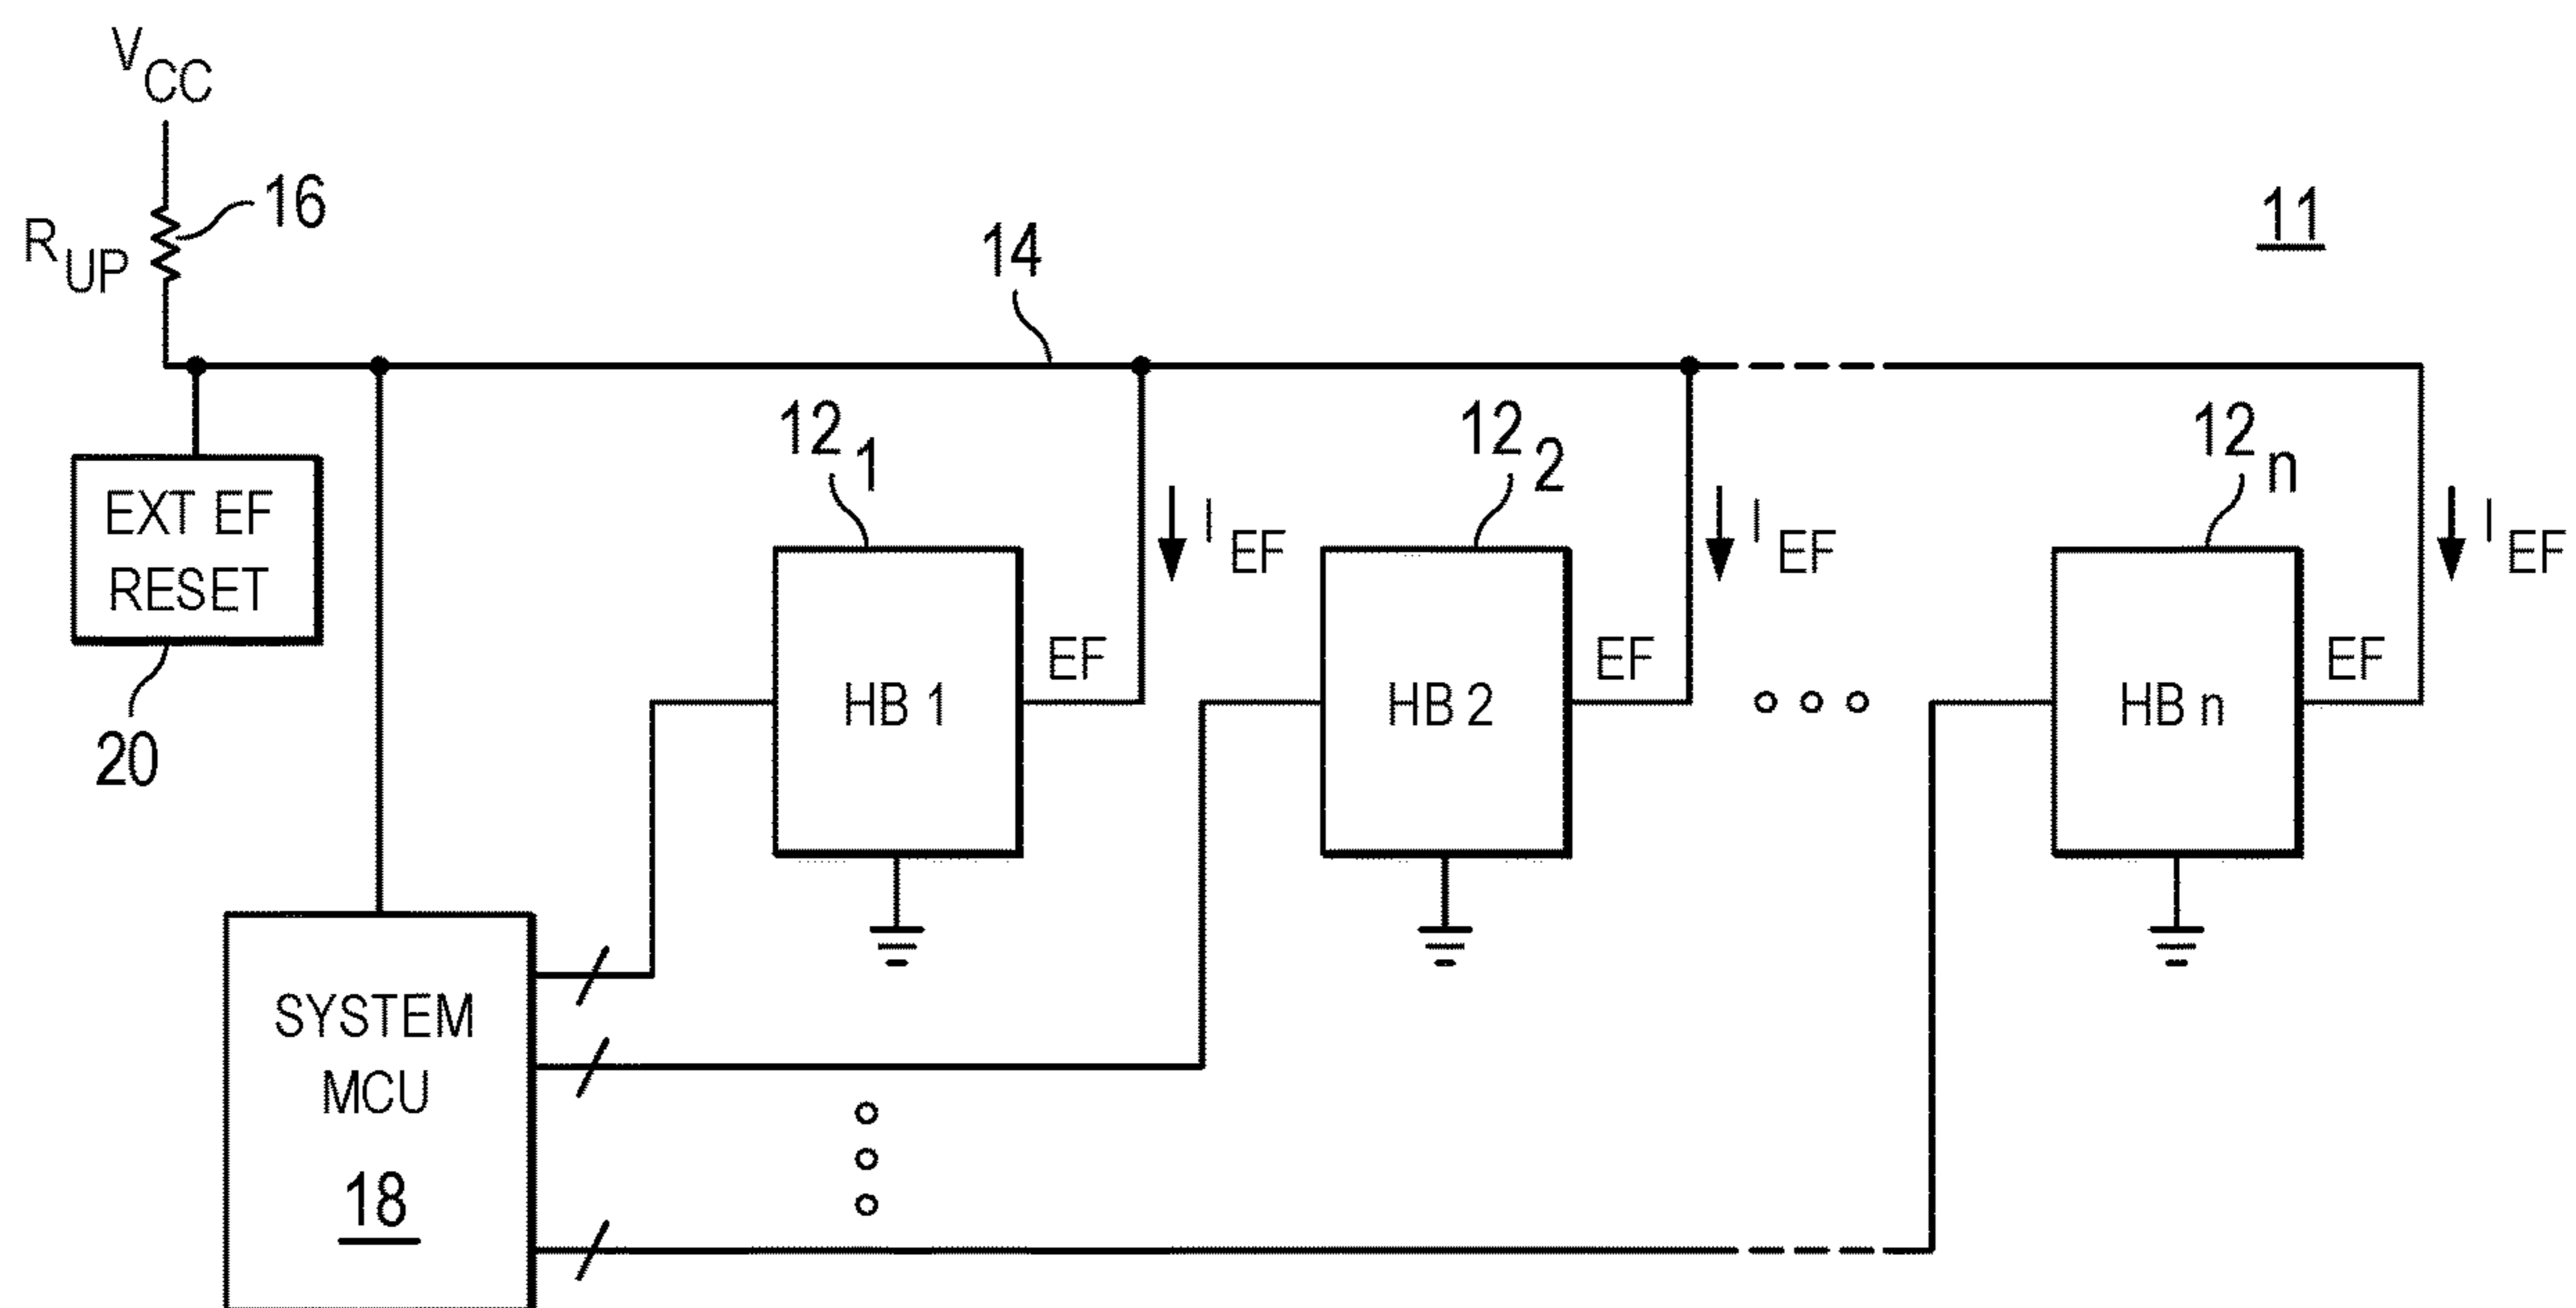 VCC
16
RUP
11
14
121
122
12n
EXT EF
RESET
IEF
IEF
IEF
EF
EF
EF
HB 1
HB 2
HB n
20
SYSTEM
MCU
18